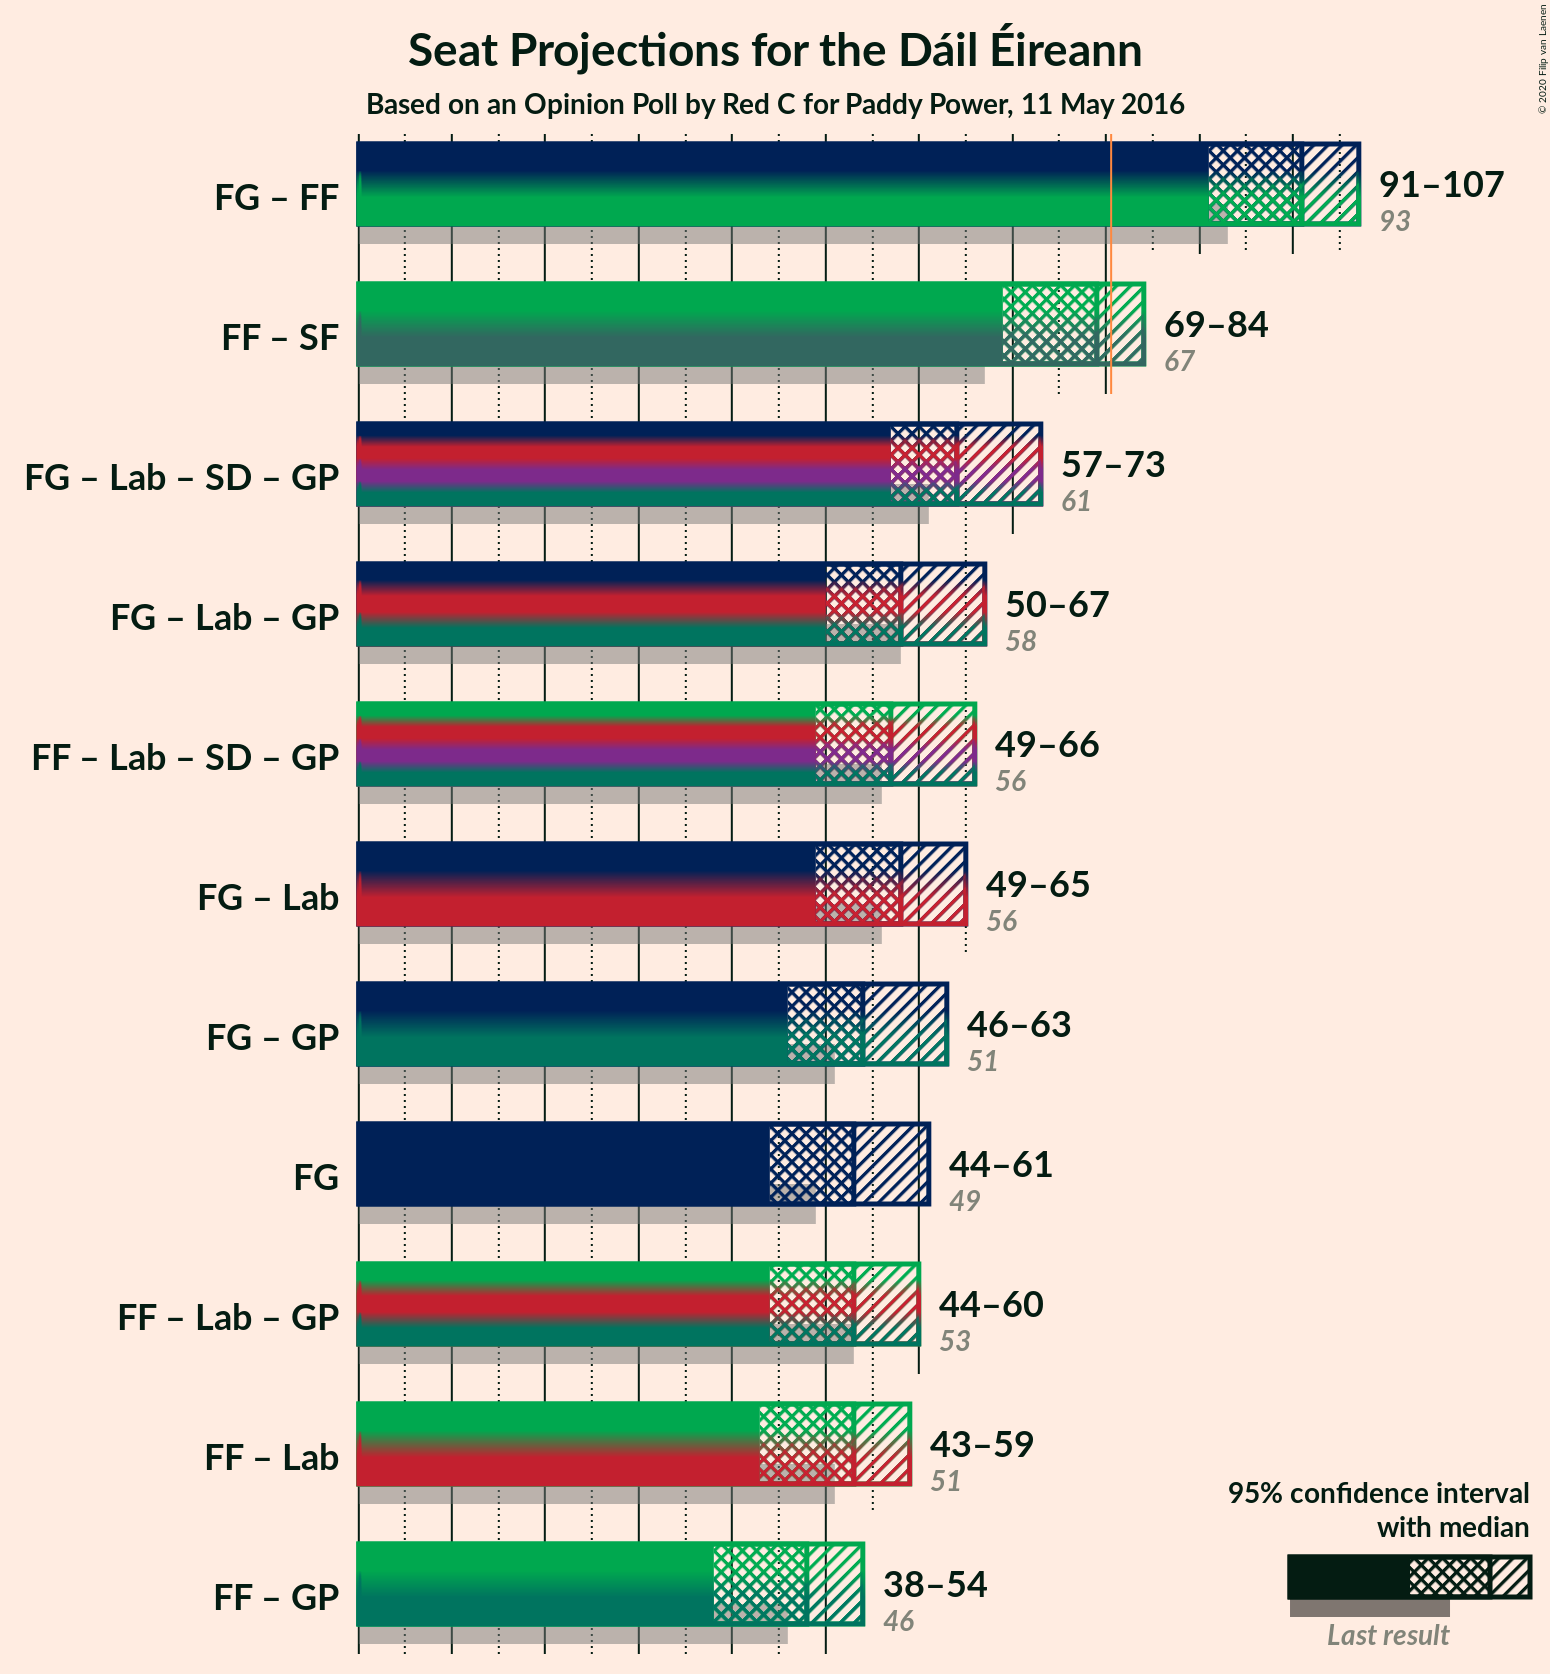 Seat Projections for the Dáil Éireann
Based on an Opinion Poll by Red C for Paddy Power, 11 May 2016
© 2020 Filip van Laenen
FG – FF
91–107
93
FF – SF
69–84
67
FG – Lab – SD – GP
57–73
61
FG – Lab – GP
50–67
58
FF – Lab – SD – GP
49–66
56
FG – Lab
49–65
56
FG – GP
46–63
51
FG
44–61
49
FF – Lab – GP
44–60
53
FF – Lab
43–59
51
FF – GP
38–54
46
95% confidence interval
with median
Last result